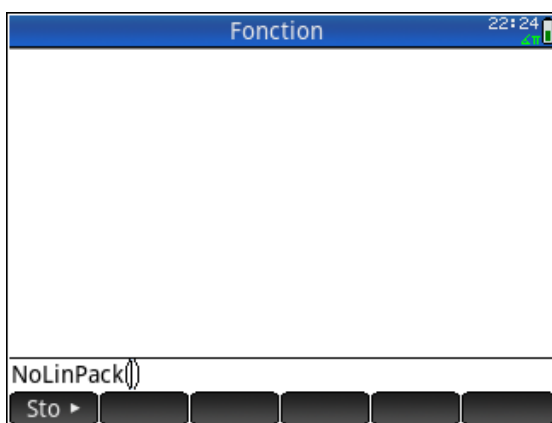 Fonction
22:24
∡π
NoLinPack()
Sto ►